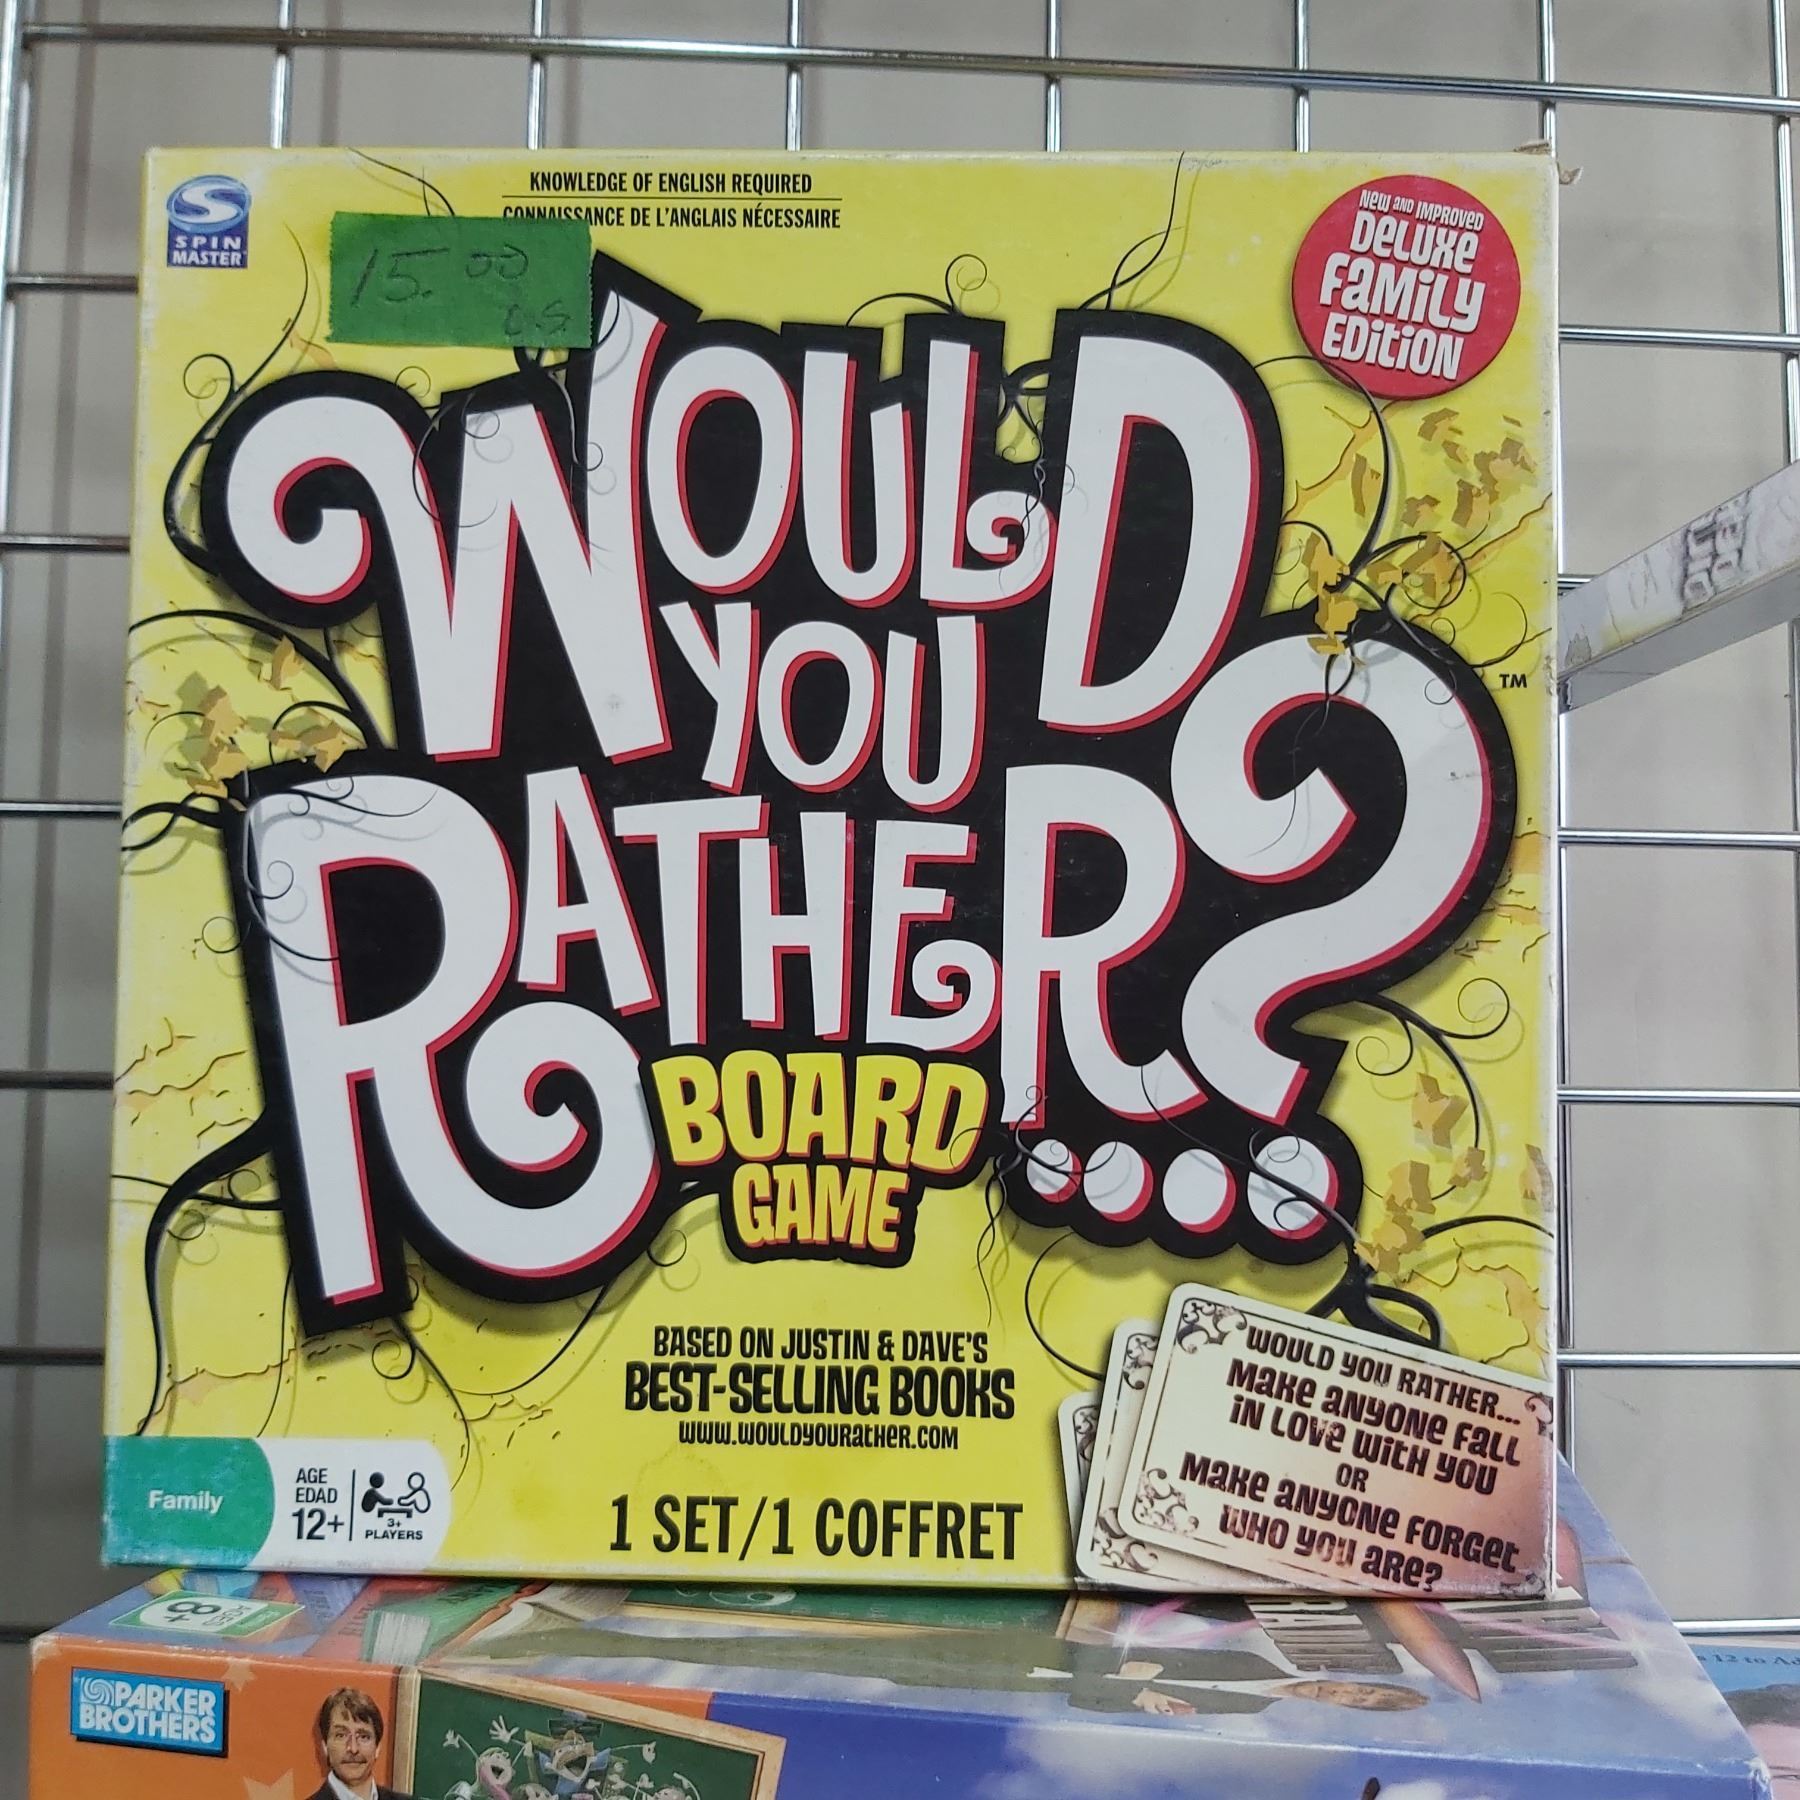 KNOWLEDGE OF ENGLISH REQUIRED
CONNAISSANCE DE L'ANGLAIS NÉCESSAIRE
SPIN
MASTER
15.00
NEW AND IMPROVED
DELUXE
FAMILY
EDITION
WOULD
YOU
RATHER?
TM
....
BOARD
GAME
BASED ON JUSTIN & DAVE'S
BEST-SELLING BOOKS
www.wouldyourather.com
WOULD YOU RATHER...
MAKE ANYONE FALL
IN LOVE WITH YOU
OR
MAKE ANYONE FORGET
WHO YOU ARE?
Family
AGE
EDAD
12+
3+
PLAYERS
1 SET/1 COFFRET
8+
PARKER
BROTHERS